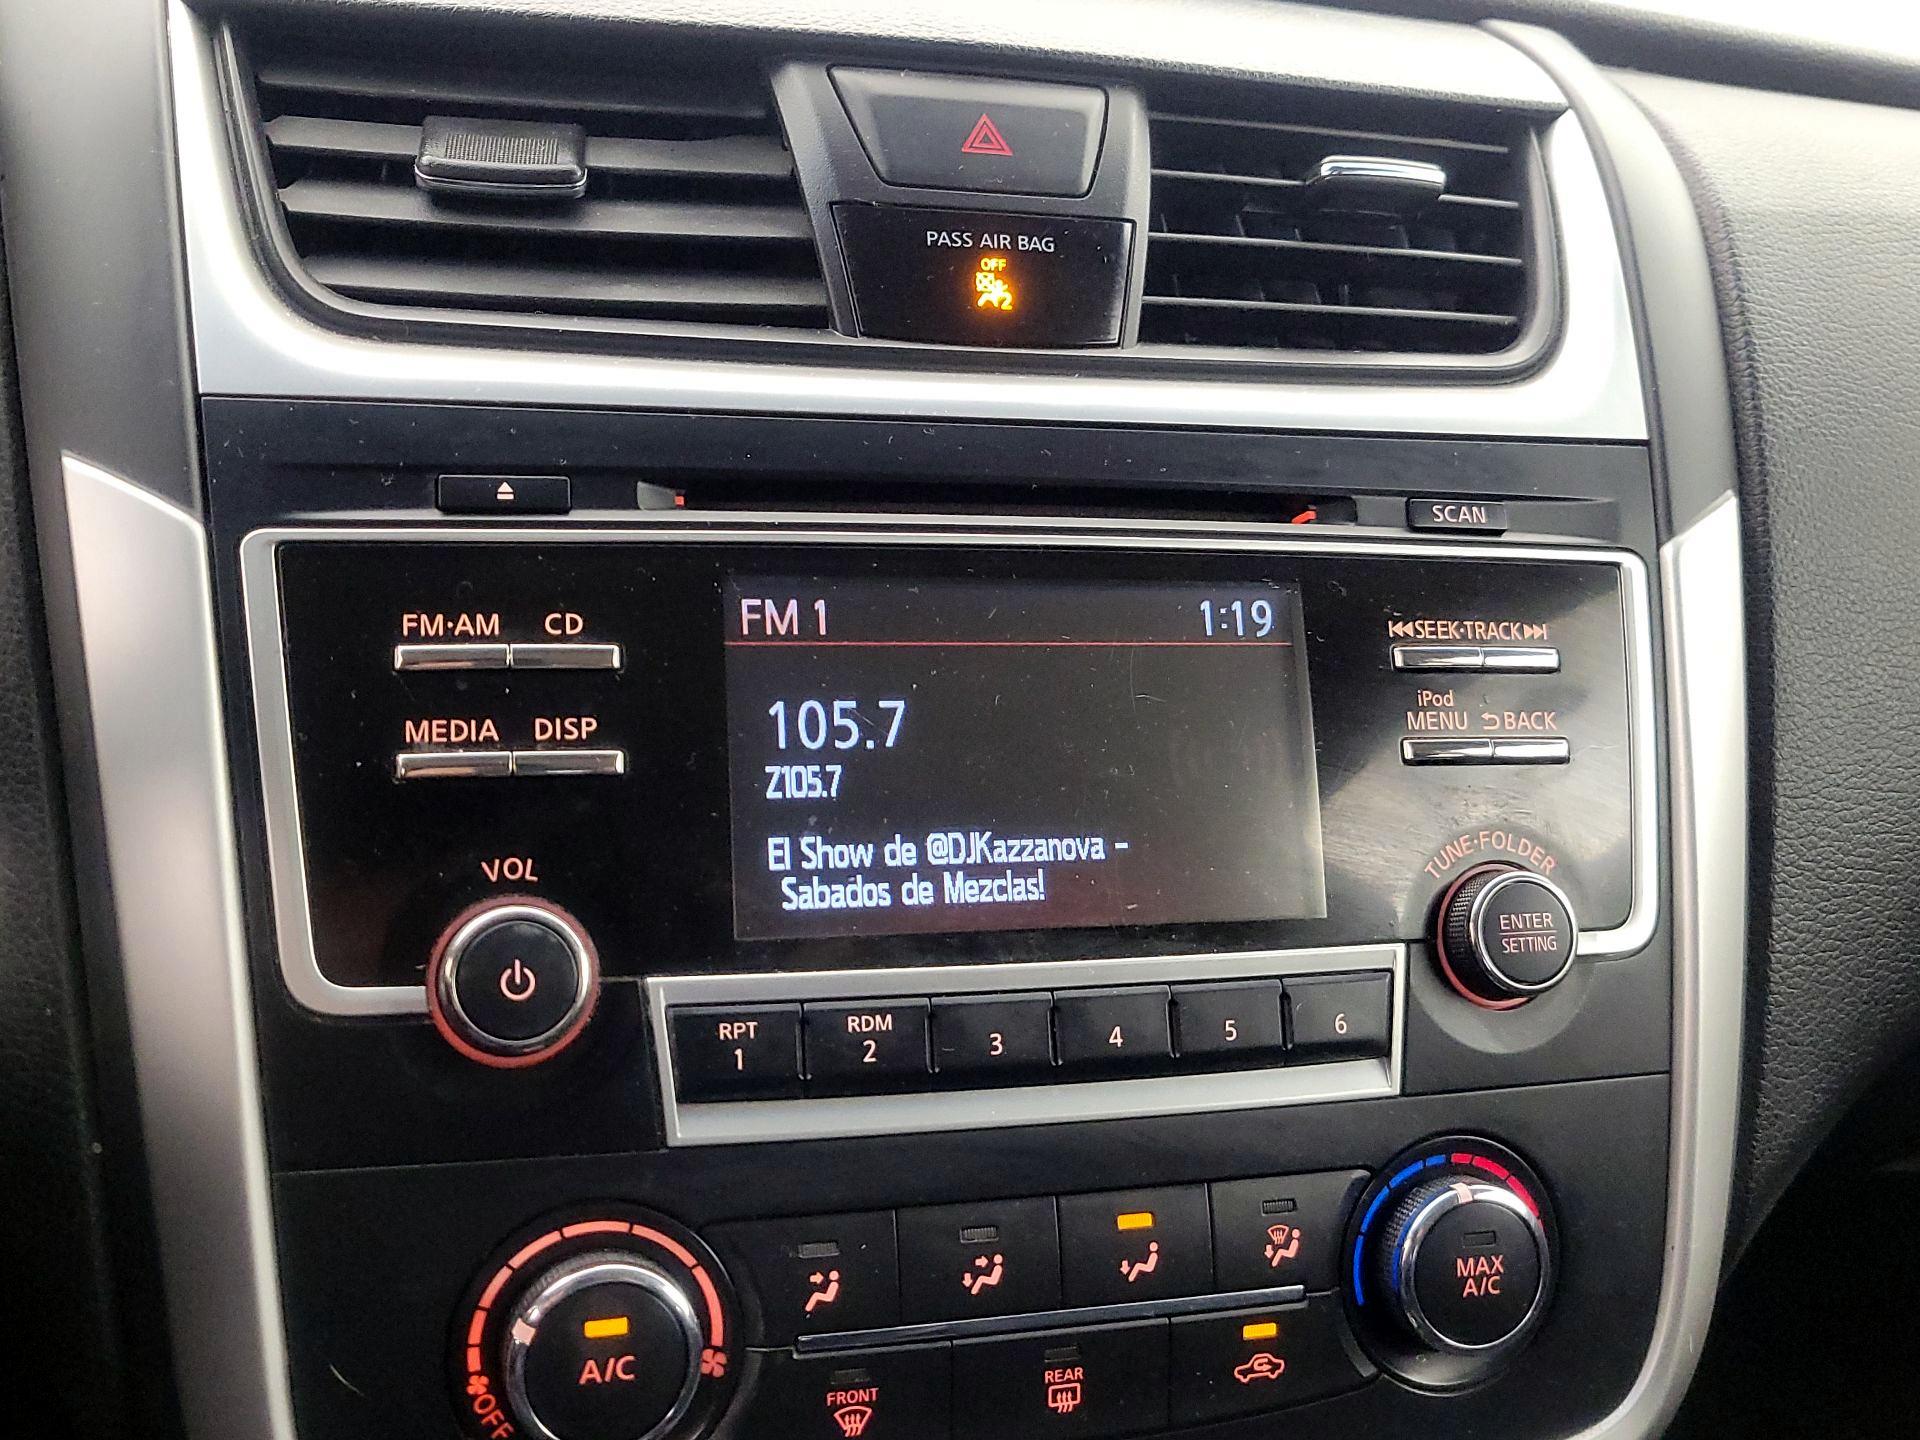 PASS AIR BAG
OFF
2
SCAN
FM·AM CD
MEDIA DISP
VOL
FM 1 1:19
105.7
Z105.7
El Show de @DJKazzanova -
Sabados de Mezclas!
SEEK·TRACK
iPod
MENU BACK
TUNE·FOLDER
ENTER
SETTING
RPT
1
RDM
2
3
4
5
6
A/C
OFF
MAX
A/C
FRONT
REAR